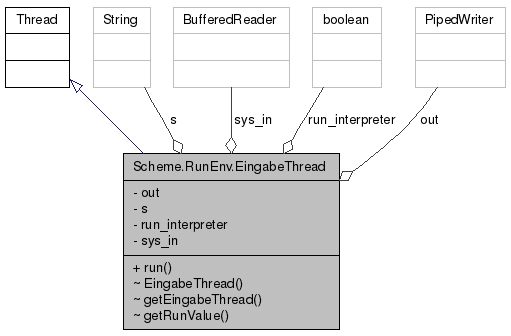 Thread
String
BufferedReader
boolean
PipedWriter
s
sys_in
run_interpreter
out
Scheme.RunEnv.EingabeThread
- out
- s
- run_interpreter
- sys_in
+ run()
~ EingabeThread()
~ getEingabeThread()
~ getRunValue()